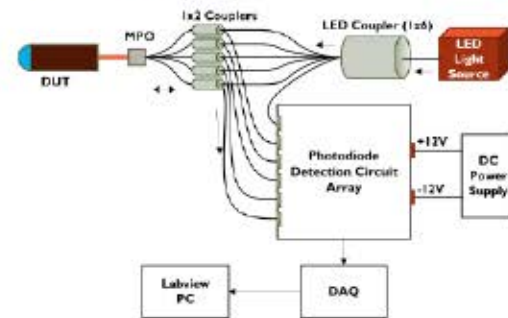 1x2 Couplers
LED Coupler (1x6)
MPO
LED
Light
Source
DUT
Photodiode
Detection Circuit
Array
+12V
-12V
DC
Power
Supply
Labview
PC
DAQ